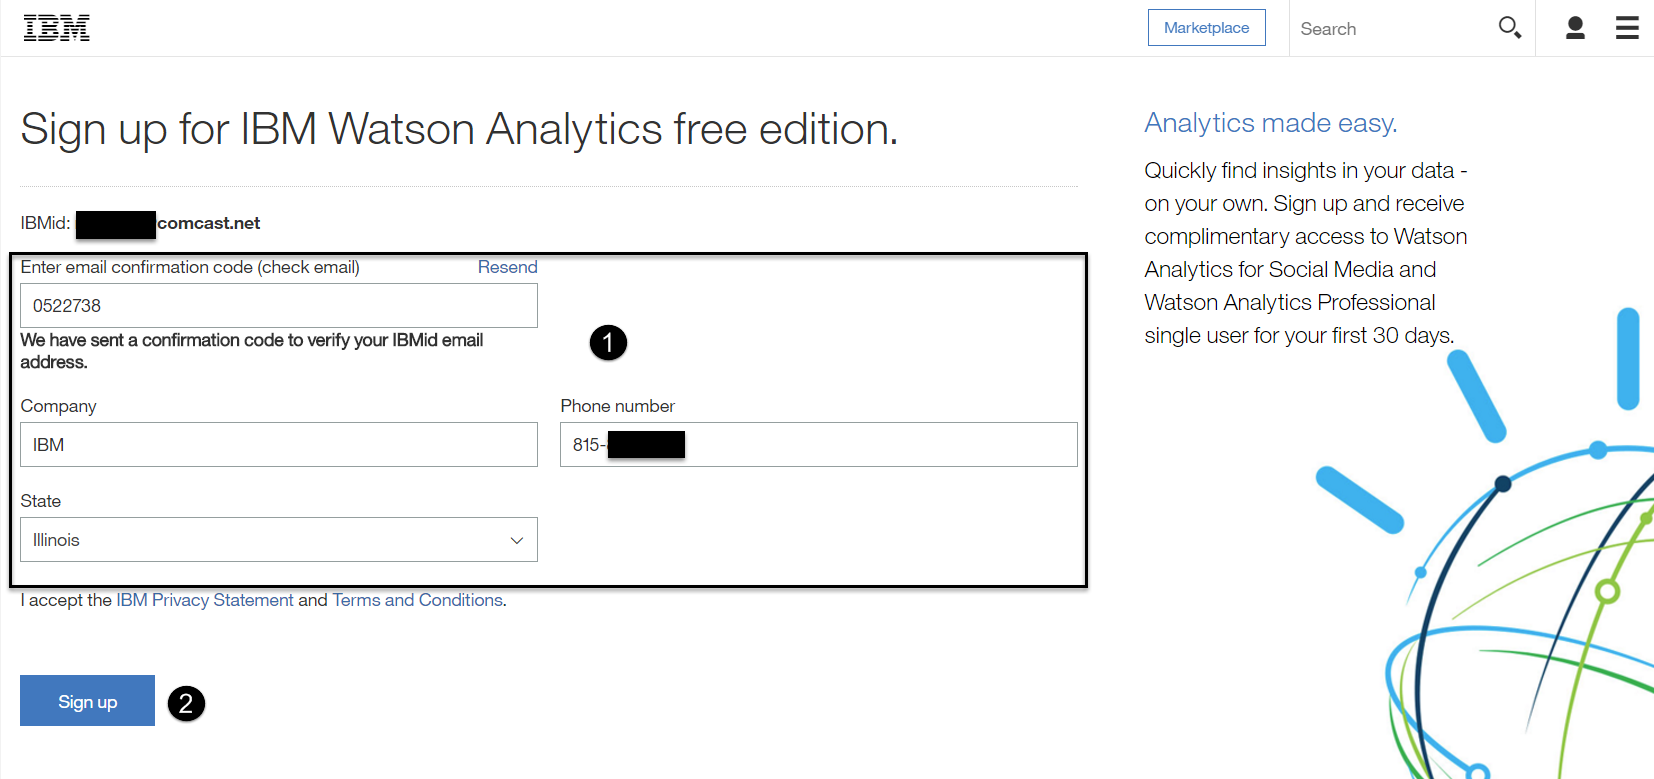 IBM
Marketplace
Search
Sign up for IBM Watson Analytics free edition.
IBMid: comcast.net
Enter email confirmation code (check email)
Resend
0522738
We have sent a confirmation code to verify your IBMid email
address.
1
Company
Phone number
IBM
815-
State
Illinois
I accept the IBM Privacy Statement and Terms and Conditions.
Sign up
2
Analytics made easy.
Quickly find insights in your data -
on your own. Sign up and receive
complimentary access to Watson
Analytics for Social Media and
Watson Analytics Professional
single user for your first 30 days.